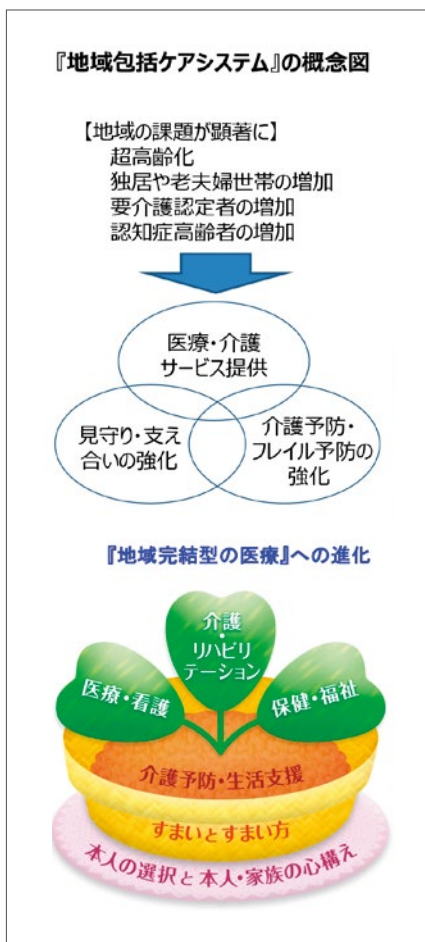 『地域包括ケアシステム』の概念図
【地域の課題が顕著に】
超高齢化
独居や老夫婦世帯の増加
要介護認定者の増加
認知症高齢者の増加
医療・介護
サービス提供
見守り・支え
合いの強化
介護予防・
フレイル予防の
強化
『地域完結型の医療』への進化
介護
・
リハビリ
テーション
医療・看護
保健・福祉
介護予防・生活支援
すまいとすまい方
本人の選択と本人・家族の心構え